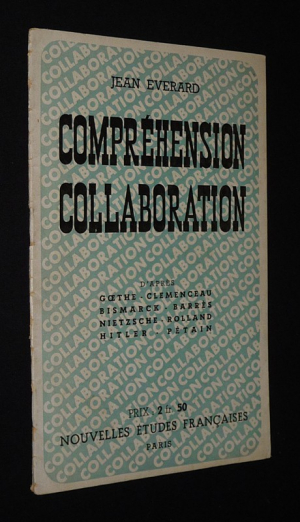 JEAN EVERARD
COMPRÉHENSION
COLLABORATION
D'APRÈS
GŒTHE - CLEMENCEAU
BISMARCK - BARRÈS
NIETZSCHE - ROLLAND
HITLER - PÉTAIN
PRIX : 2 fr. 50
NOUVELLES ÉTUDES FRANÇAISES
PARIS